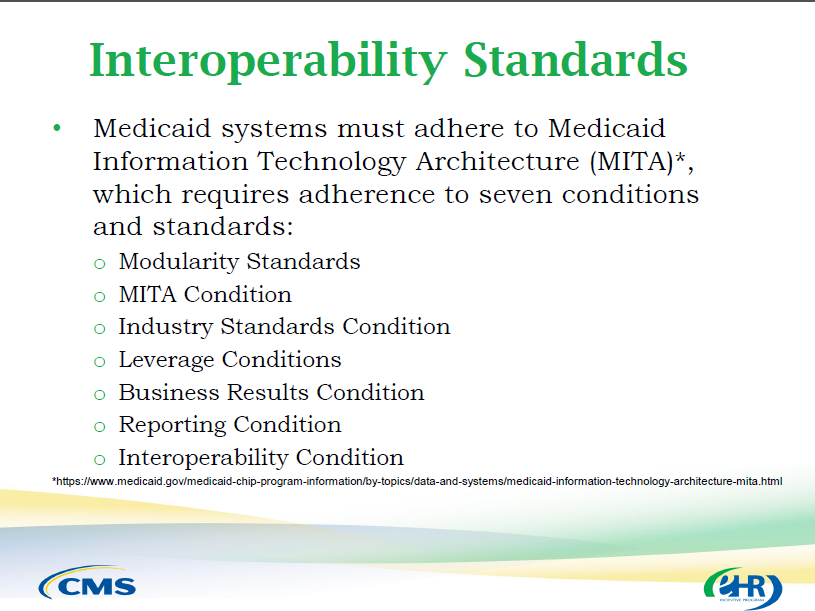 Interoperability Standards
• Medicaid systems must adhere to Medicaid
Information Technology Architecture (MITA)*,
which requires adherence to seven conditions
and standards:
o Modularity Standards
o MITA Condition
o Industry Standards Condition
o Leverage Conditions
o Business Results Condition
o Reporting Condition
o Interoperability Condition
*https://www.medicaid.gov/medicaid-chip-program-information/by-topics/data-and-systems/medicaid-information-technology-architecture-mita.html
CMS
EHR
INCENTIVE PROGRAM